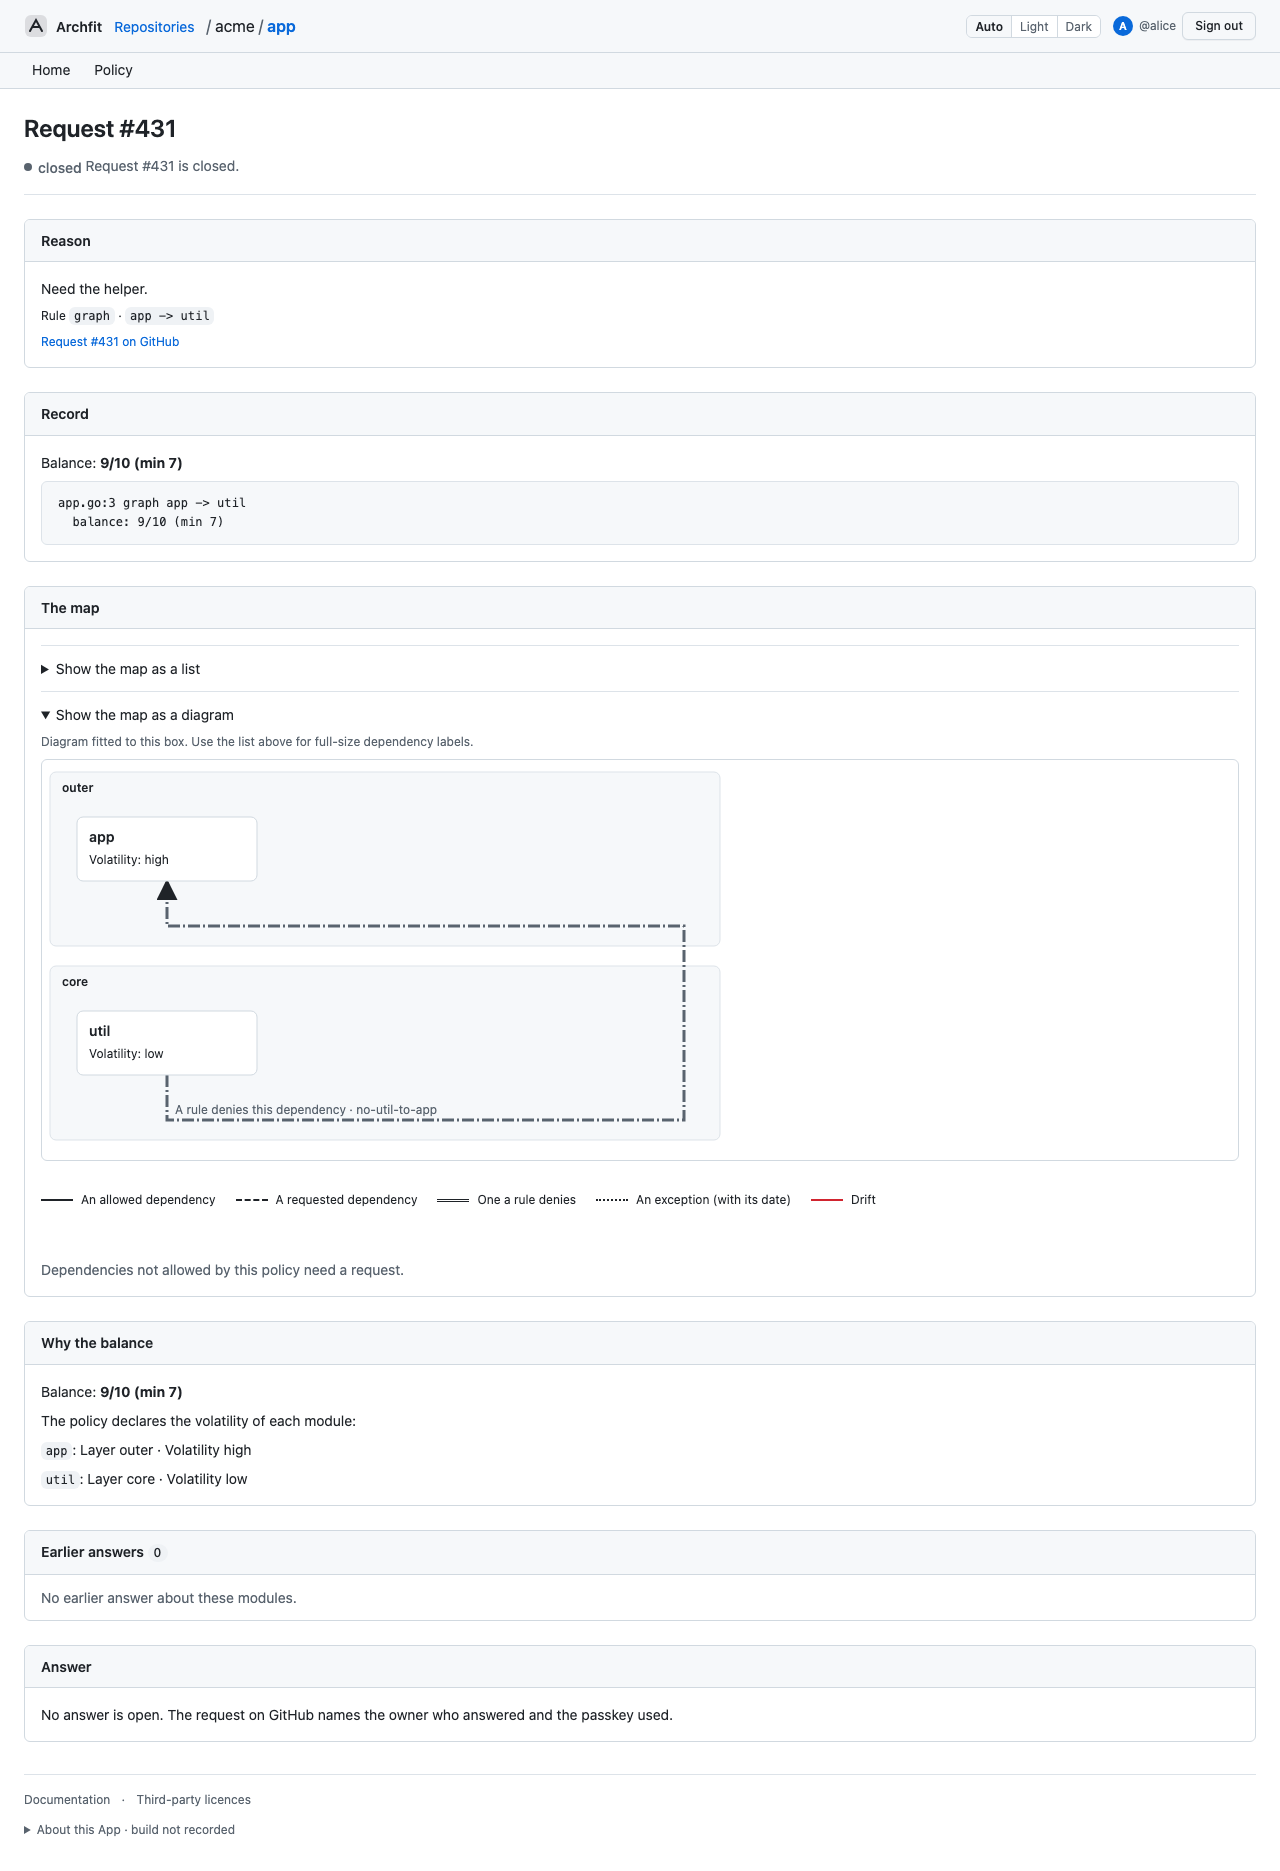 Archfit Repositories / acme / app Auto Light Dark A @alice Sign out
Home Policy
Request #431
closed Request #431 is closed.
Reason
Need the helper.
Rule graph · app -> util
Request #431 on GitHub
Record
Balance: 9/10 (min 7)
app.go:3 graph app -> util
balance: 9/10 (min 7)
The map
Show the map as a list
Show the map as a diagram
Diagram fitted to this box. Use the list above for full-size dependency labels.
outer
app
Volatility: high
core
util
Volatility: low
A rule denies this dependency · no-util-to-app
An allowed dependency A requested dependency One a rule denies An exception (with its date) Drift
Dependencies not allowed by this policy need a request.
Why the balance
Balance: 9/10 (min 7)
The policy declares the volatility of each module:
app: Layer outer · Volatility high
util: Layer core · Volatility low
Earlier answers 0
No earlier answer about these modules.
Answer
No answer is open. The request on GitHub names the owner who answered and the passkey used.
Documentation · Third-party licences
About this App · build not recorded